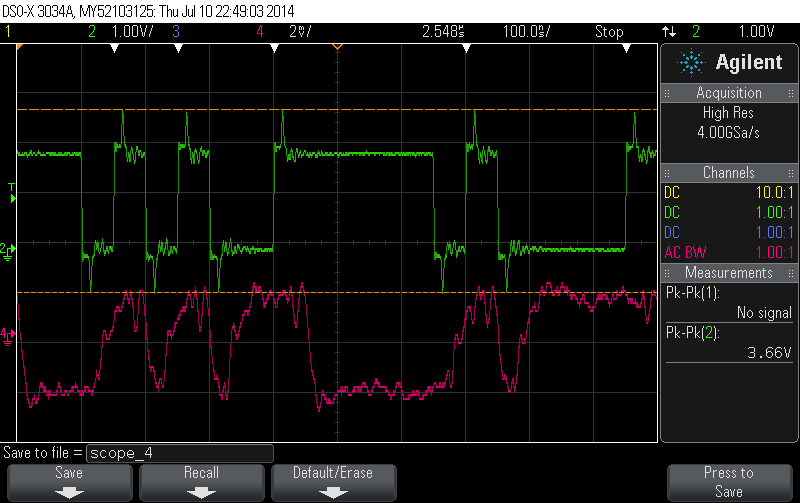 DSO-X 3034A, MY52103125: Thu Jul 10 22:49:03 2014
1 2 1.00V/ 3 4 2V/ 2.548s 100.0s/ Stop 2 1.00V
Agilent
Acquisition
High Res
4.00GSa/s
Channels
DC 10.0:1
DC 1.00:1
DC 1.00:1
AC BW 1.00:1
Measurements
Pk-Pk(1):
No signal
Pk-Pk(2):
3.66V
T
2
4
Save to file = scope_4
Save
Recall
Default/Erase
Press to
Save